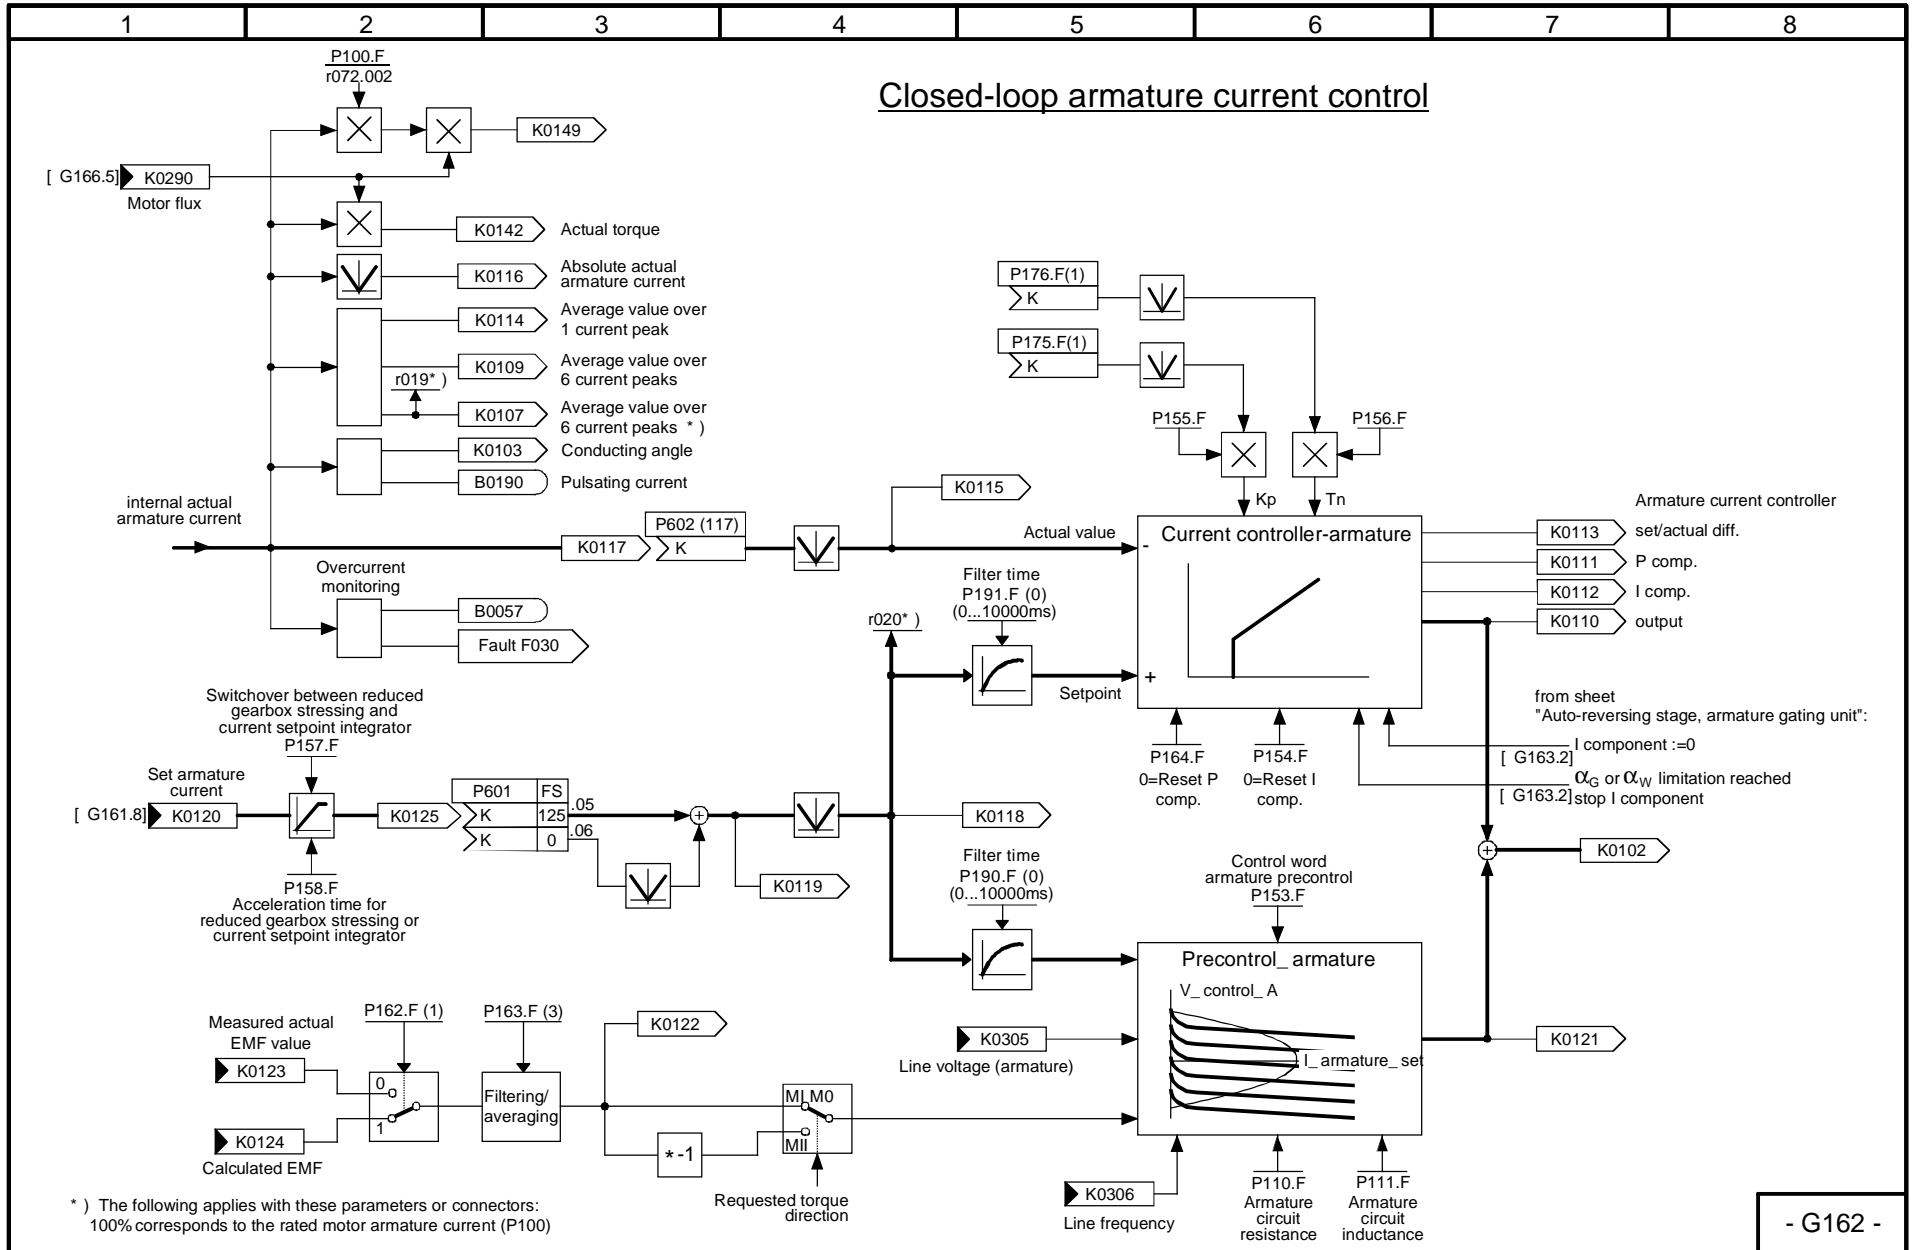 1 2 3 4 5 6 7 8
Closed-loop armature current control
P100.F
r072.002
K0149
[ G166.5]
K0290
Motor flux
K0142
Actual torque
K0116
Absolute actual
armature current
K0114
Average value over
1 current peak
K0109
Average value over
6 current peaks
r019* )
K0107
Average value over
6 current peaks * )
K0103
Conducting angle
B0190
Pulsating current
internal actual
armature current
K0117
P602 (117)
K
K0115
Actual value
Overcurrent
monitoring
B0057
Fault F030
P176.F(1)
K
P175.F(1)
K
P155.F
P156.F
Kp
Tn
Current controller-armature
-
+
Armature current controller
K0113
set/actual diff.
K0111
P comp.
K0112
I comp.
K0110
output
Filter time
P191.F (0)
(0...10000ms)
r020* )
Setpoint
P164.F
0=Reset P
comp.
P154.F
0=Reset I
comp.
from sheet
"Auto-reversing stage, armature gating unit":
I component :=0
[ G163.2]
αG or αW limitation reached
[ G163.2]
stop I component
Switchover between reduced
gearbox stressing and
current setpoint integrator
P157.F
Set armature
current
[ G161.8]
K0120
K0125
P601 FS
K 125 .05
K 0 .06
+
K0119
K0118
P158.F
Acceleration time for
reduced gearbox stressing or
current setpoint integrator
Filter time
P190.F (0)
(0...10000ms)
Control word
armature precontrol
P153.F
+
K0102
Precontrol_ armature
V_ control_ A
I_ armature_ set
K0121
K0305
Line voltage (armature)
Measured actual
EMF value
K0123
K0124
Calculated EMF
P162.F (1)
0
1
P163.F (3)
Filtering/
averaging
K0122
* -1
MI,M0
MII
Requested torque
direction
K0306
Line frequency
P110.F
Armature
circuit
resistance
P111.F
Armature
circuit
inductance
* ) The following applies with these parameters or connectors:
100% corresponds to the rated motor armature current (P100)
- G162 -